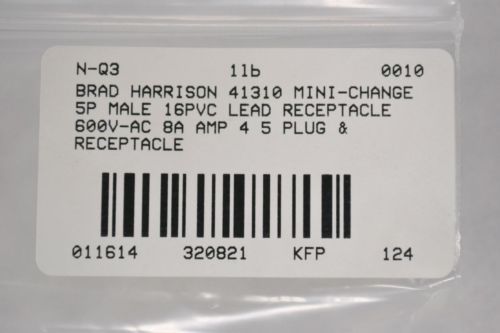 N-Q3 11b 0010
BRAD HARRISON 41310 MINI-CHANGE
5P MALE 16PVC LEAD RECEPTACLE
600V-AC 8A AMP 4 5 PLUG &
RECEPTACLE
011614 320821 KFP 124